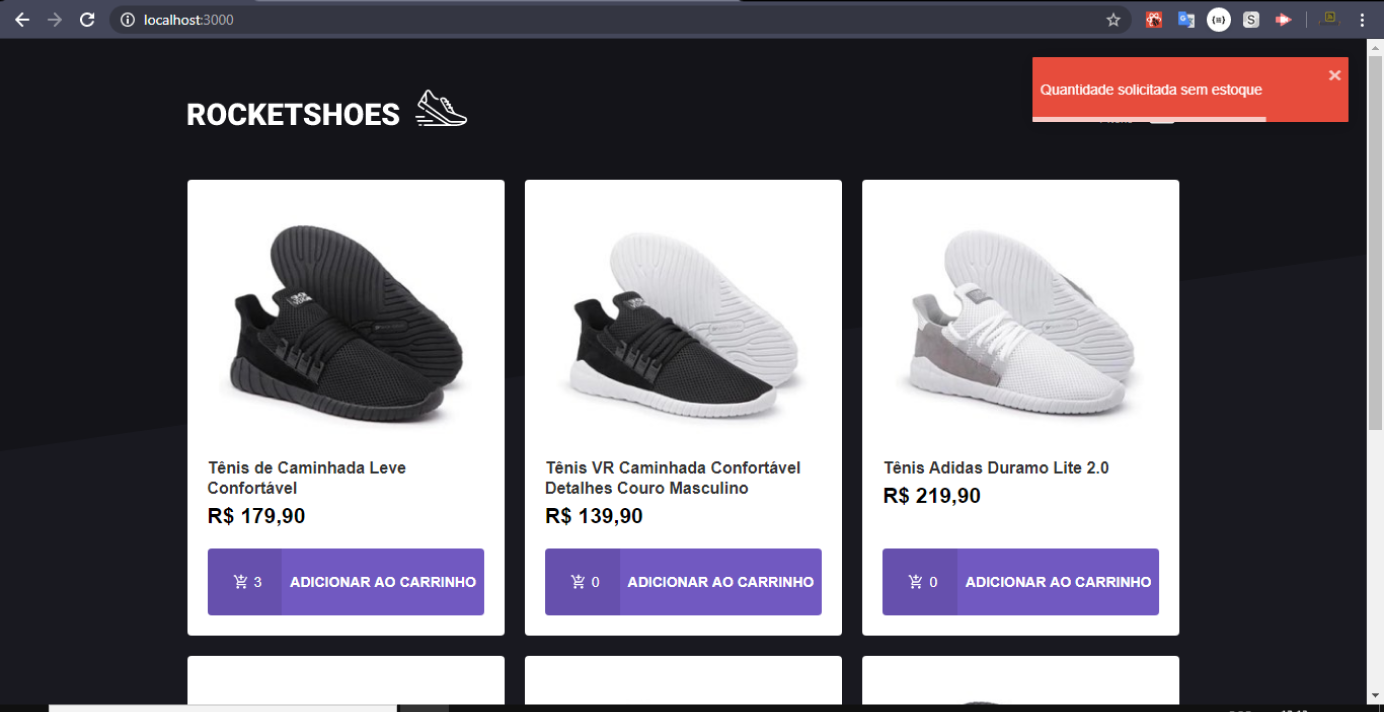 localhost:3000
S
Quantidade solicitada sem estoque
ROCKETSHOES
Tênis de Caminhada Leve
Confortável
R$ 179,90
3 ADICIONAR AO CARRINHO
Tênis VR Caminhada Confortável
Detalhes Couro Masculino
R$ 139,90
0 ADICIONAR AO CARRINHO
Tênis Adidas Duramo Lite 2.0
R$ 219,90
0 ADICIONAR AO CARRINHO